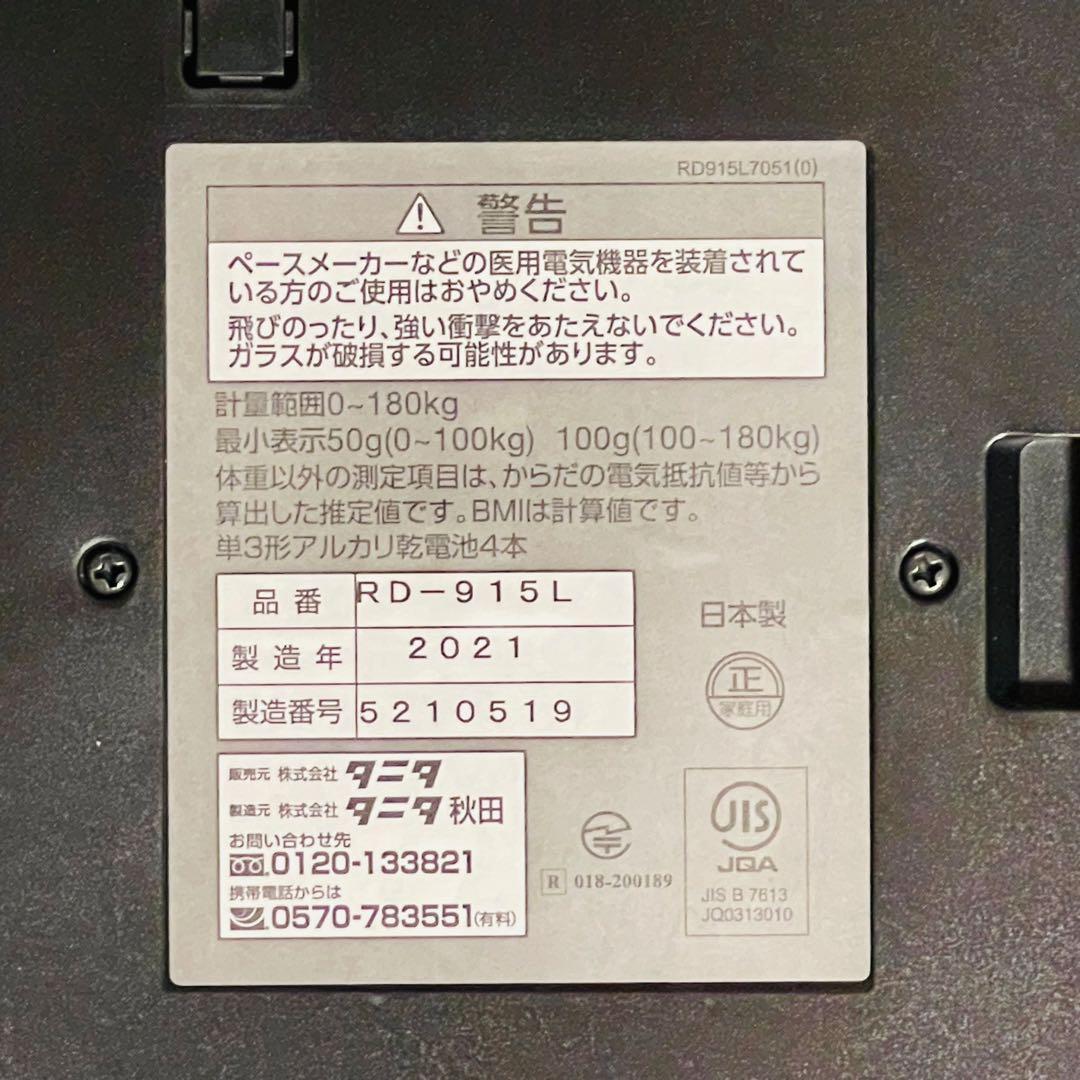 RD915L7051(0)
警告
ペースメーカーなどの医用電気機器を装着されて
いる方のご使用はおやめください。
飛びのったり、強い衝撃をあたえないでください。
ガラスが破損する可能性があります。
計量範囲0~180kg
最小表示50g(0~100kg) 100g(100~180kg)
体重以外の測定項目は、からだの電気抵抗値等から
算出した推定値です。BMIは計算値です。
単3形アルカリ乾電池4本
品番 RD-915L
製造年 2021
製造番号 5210519
日本製
正
家庭用
販売元 株式会社 タニタ
製造元 株式会社 タニタ秋田
お問い合わせ先
0120-133821
携帯電話からは
0570-783551(有料)
R 018-200189
JIS
JQA
JIS B 7613
JQ0313010